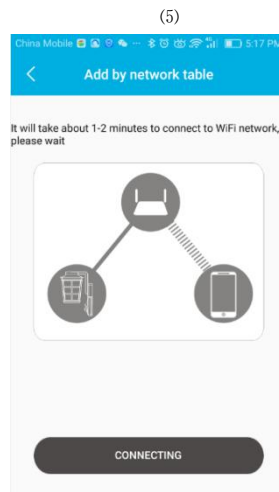 (5)
China Mobile ··· 4G 5:17 PM
Add by network table
It will take about 1-2 minutes to connect to WiFi network,
please wait
CONNECTING